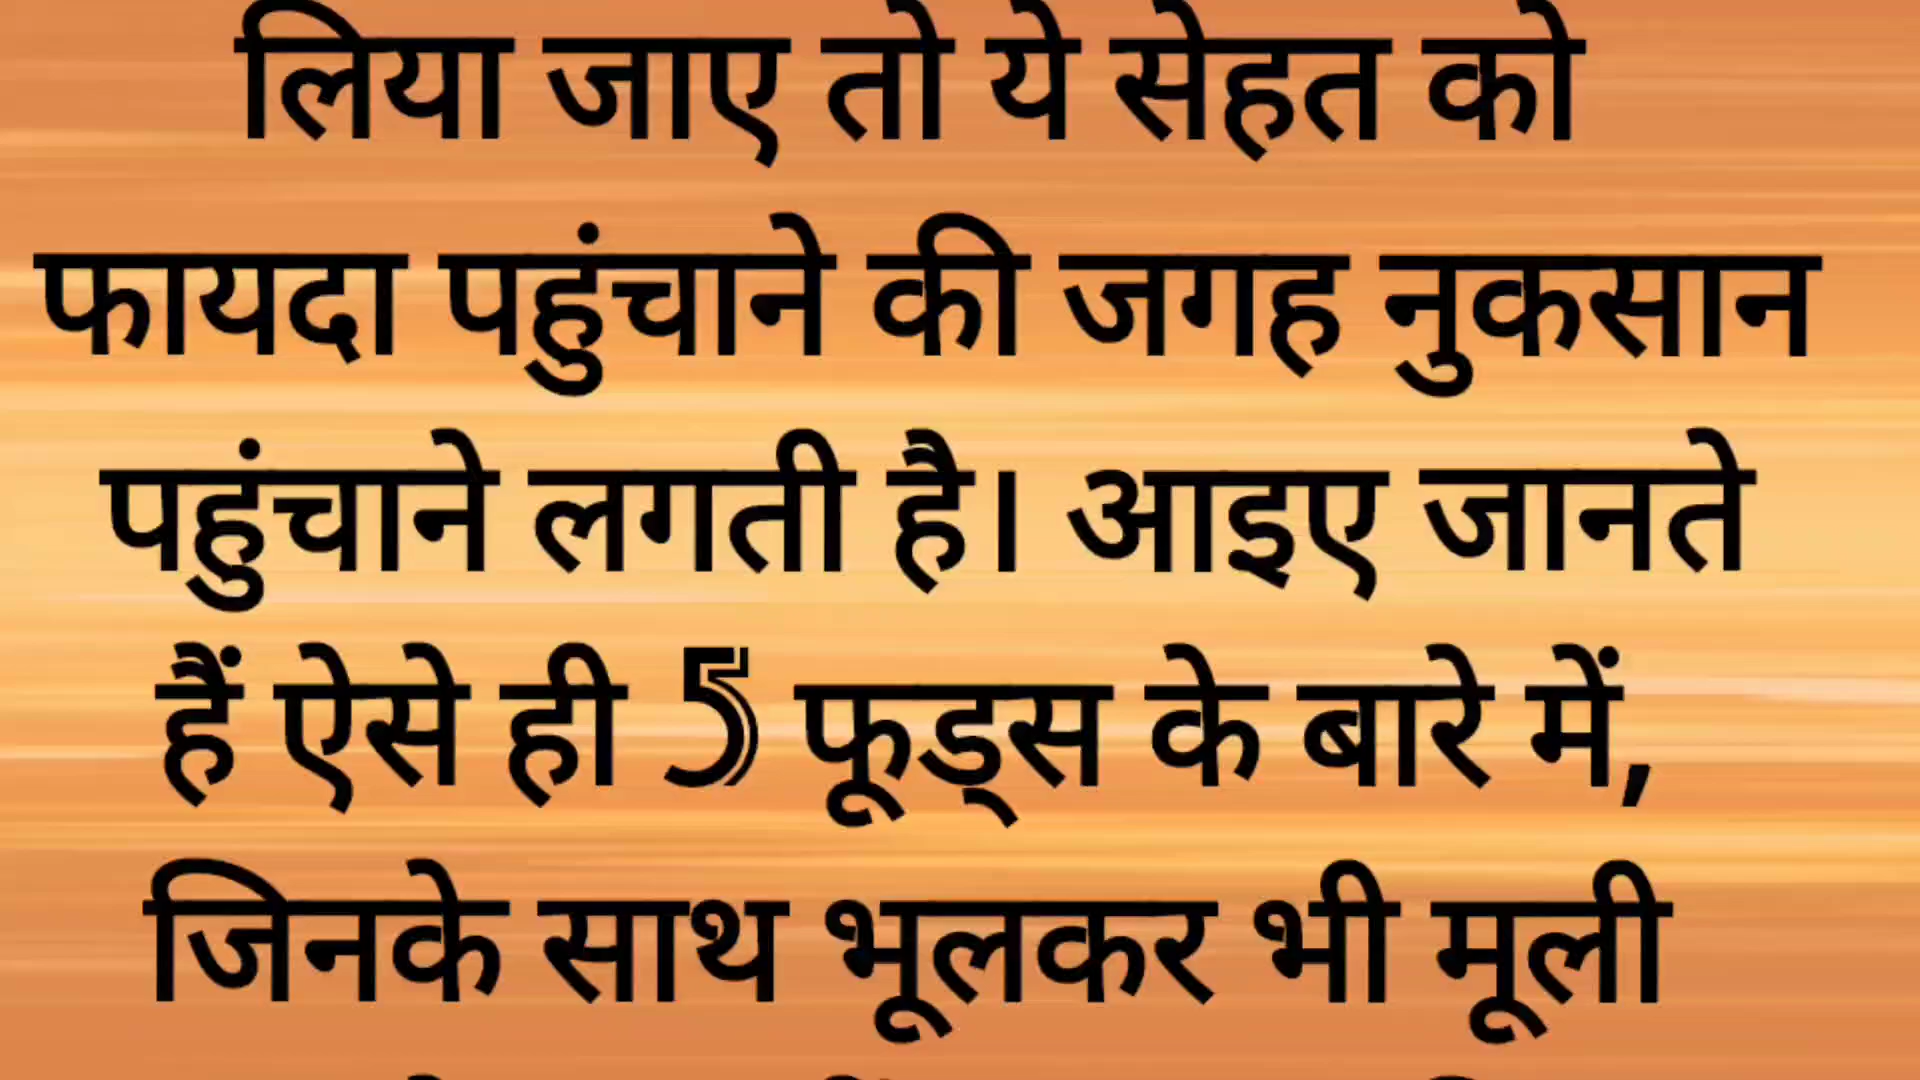 लिया जाए तो ये सेहत को
फायदा पहुंचाने की जगह नुकसान
पहुंचाने लगती है। आइए जानते
हैं ऐसे ही 5 फूड्स के बारे में,
जिनके साथ भूलकर भी मूली